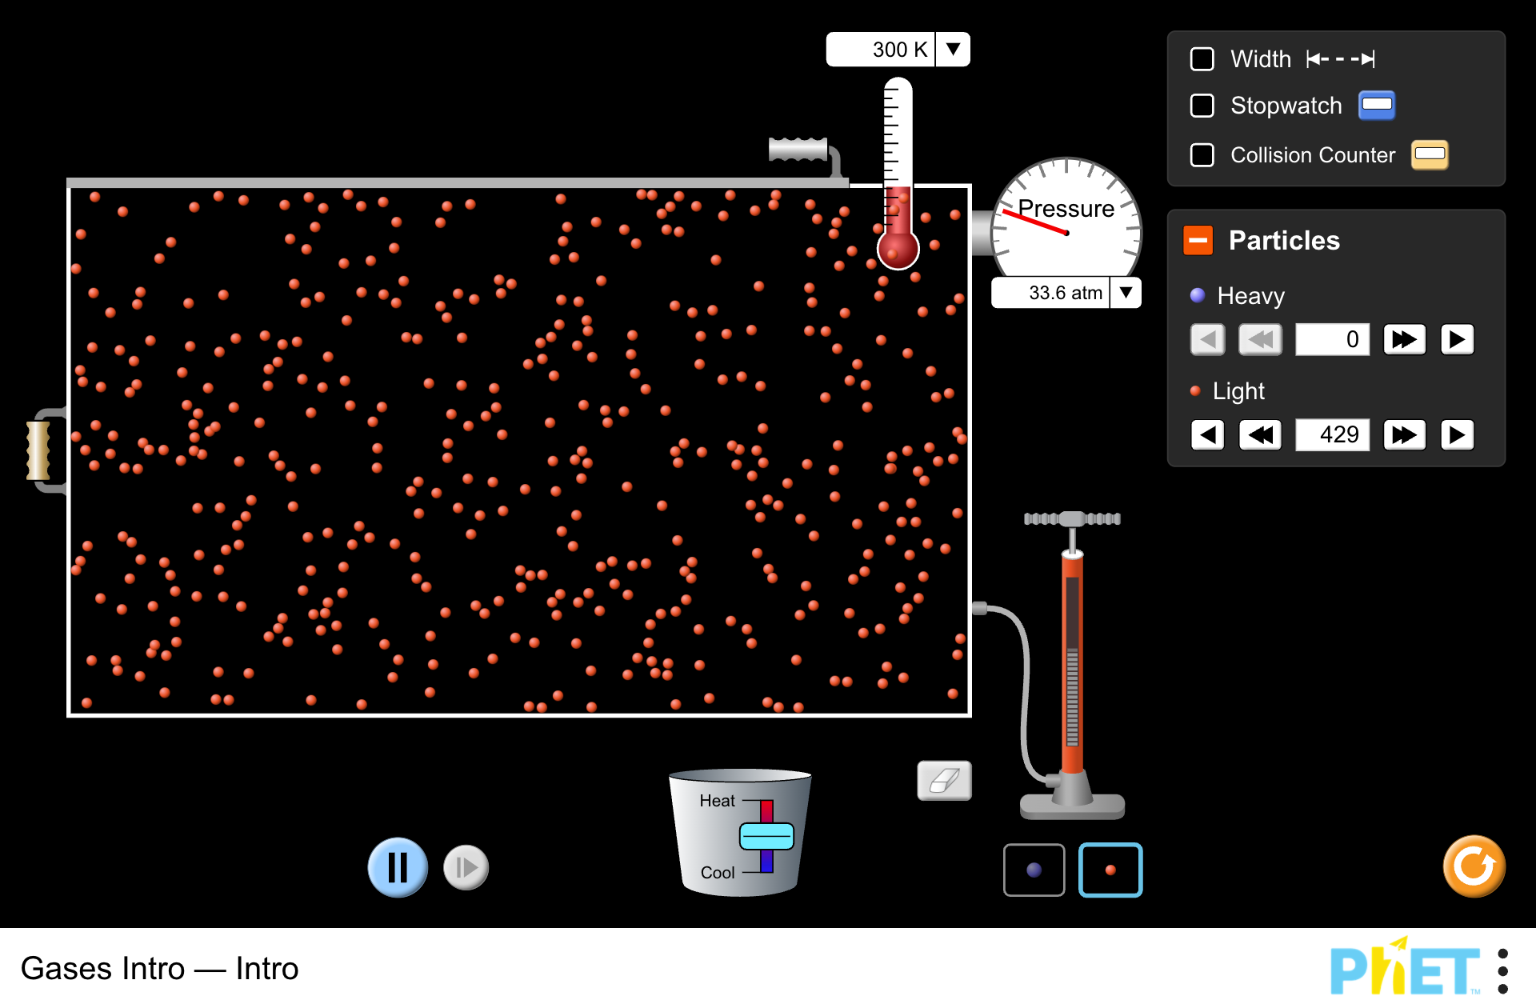 300 K
Width
Stopwatch
Collision Counter
Pressure
33.6 atm
Particles
Heavy
0
Light
429
Heat
Cool
Gases Intro — Intro
PhET™